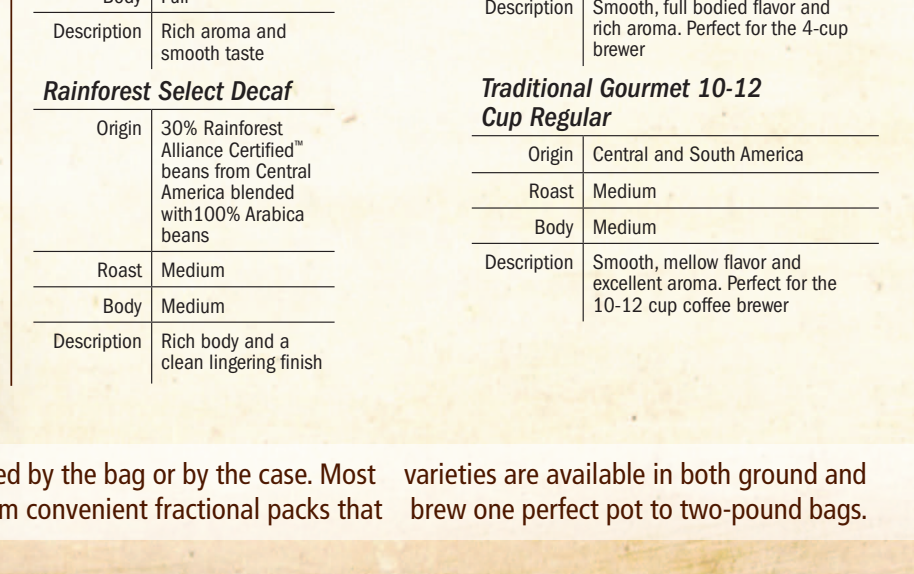 Body Full
Description Rich aroma and
smooth taste
Rainforest Select Decaf
Origin 30% Rainforest
Alliance Certified™
beans from Central
America blended
with100% Arabica
beans
Roast Medium
Body Medium
Description Rich body and a
clean lingering finish
Description Smooth, full bodied flavor and
rich aroma. Perfect for the 4-cup
brewer
Traditional Gourmet 10-12
Cup Regular
Origin Central and South America
Roast Medium
Body Medium
Description Smooth, mellow flavor and
excellent aroma. Perfect for the
10-12 cup coffee brewer
ed by the bag or by the case. Most varieties are available in both ground and
m convenient fractional packs that brew one perfect pot to two-pound bags.